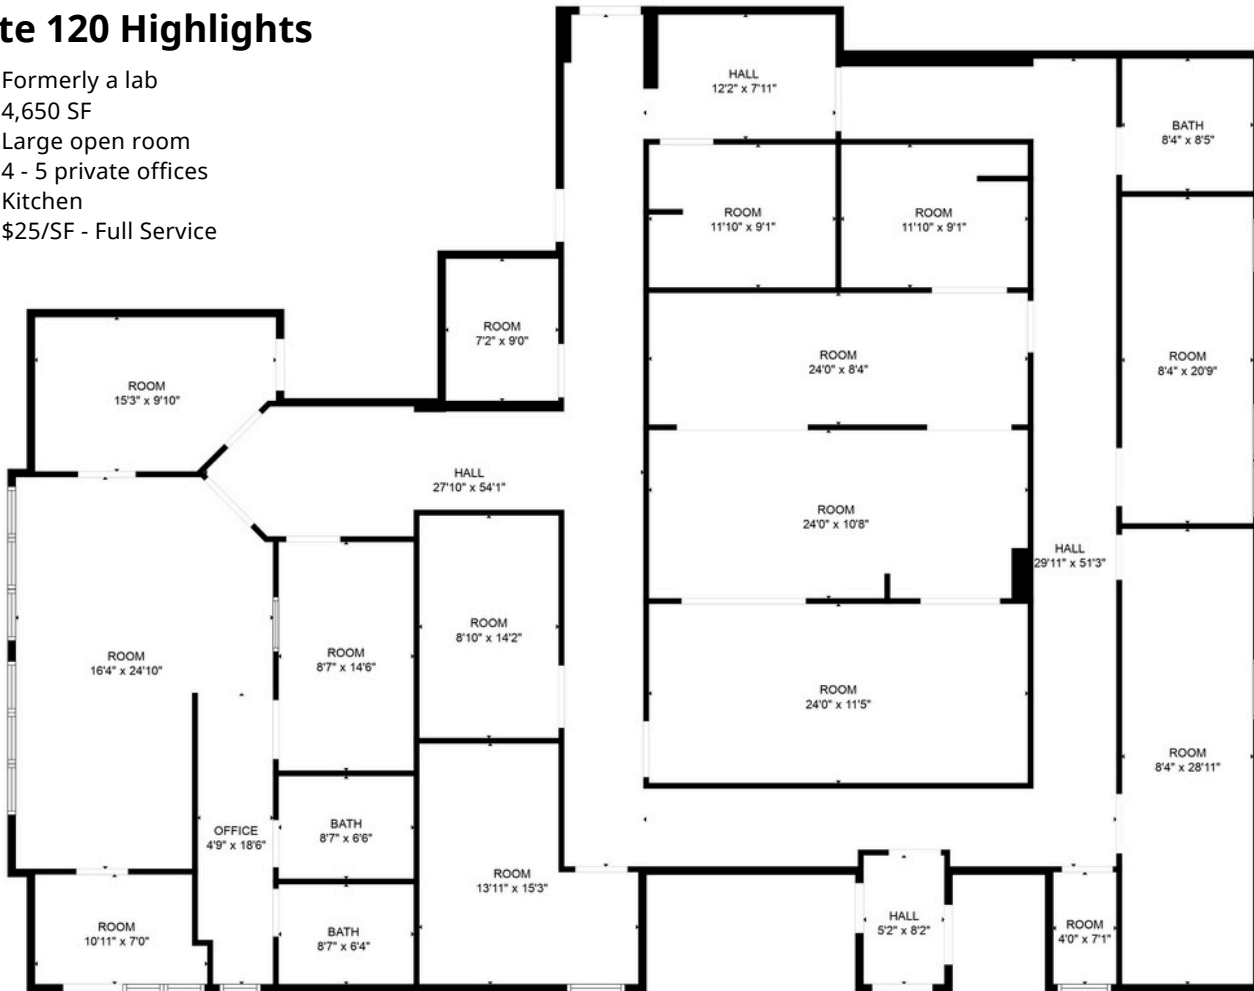 te 120 Highlights
Formerly a lab
4,650 SF
Large open room
4 - 5 private offices
Kitchen
$25/SF - Full Service
HALL
12'2" x 7'11"
BATH
8'4" x 8'5"
ROOM
11'10" x 9'1"
ROOM
11'10" x 9'1"
ROOM
7'2" x 9'0"
ROOM
24'0" x 8'4"
ROOM
8'4" x 20'9"
ROOM
15'3" x 9'10"
HALL
27'10" x 54'1"
ROOM
24'0" x 10'8"
HALL
29'11" x 51'3"
ROOM
8'10" x 14'2"
ROOM
8'7" x 14'6"
ROOM
16'4" x 24'10"
ROOM
24'0" x 11'5"
ROOM
8'4" x 28'11"
OFFICE
4'9" x 18'6"
BATH
8'7" x 6'6"
ROOM
13'11" x 15'3"
ROOM
10'11" x 7'0"
BATH
8'7" x 6'4"
HALL
5'2" x 8'2"
ROOM
4'0" x 7'1"